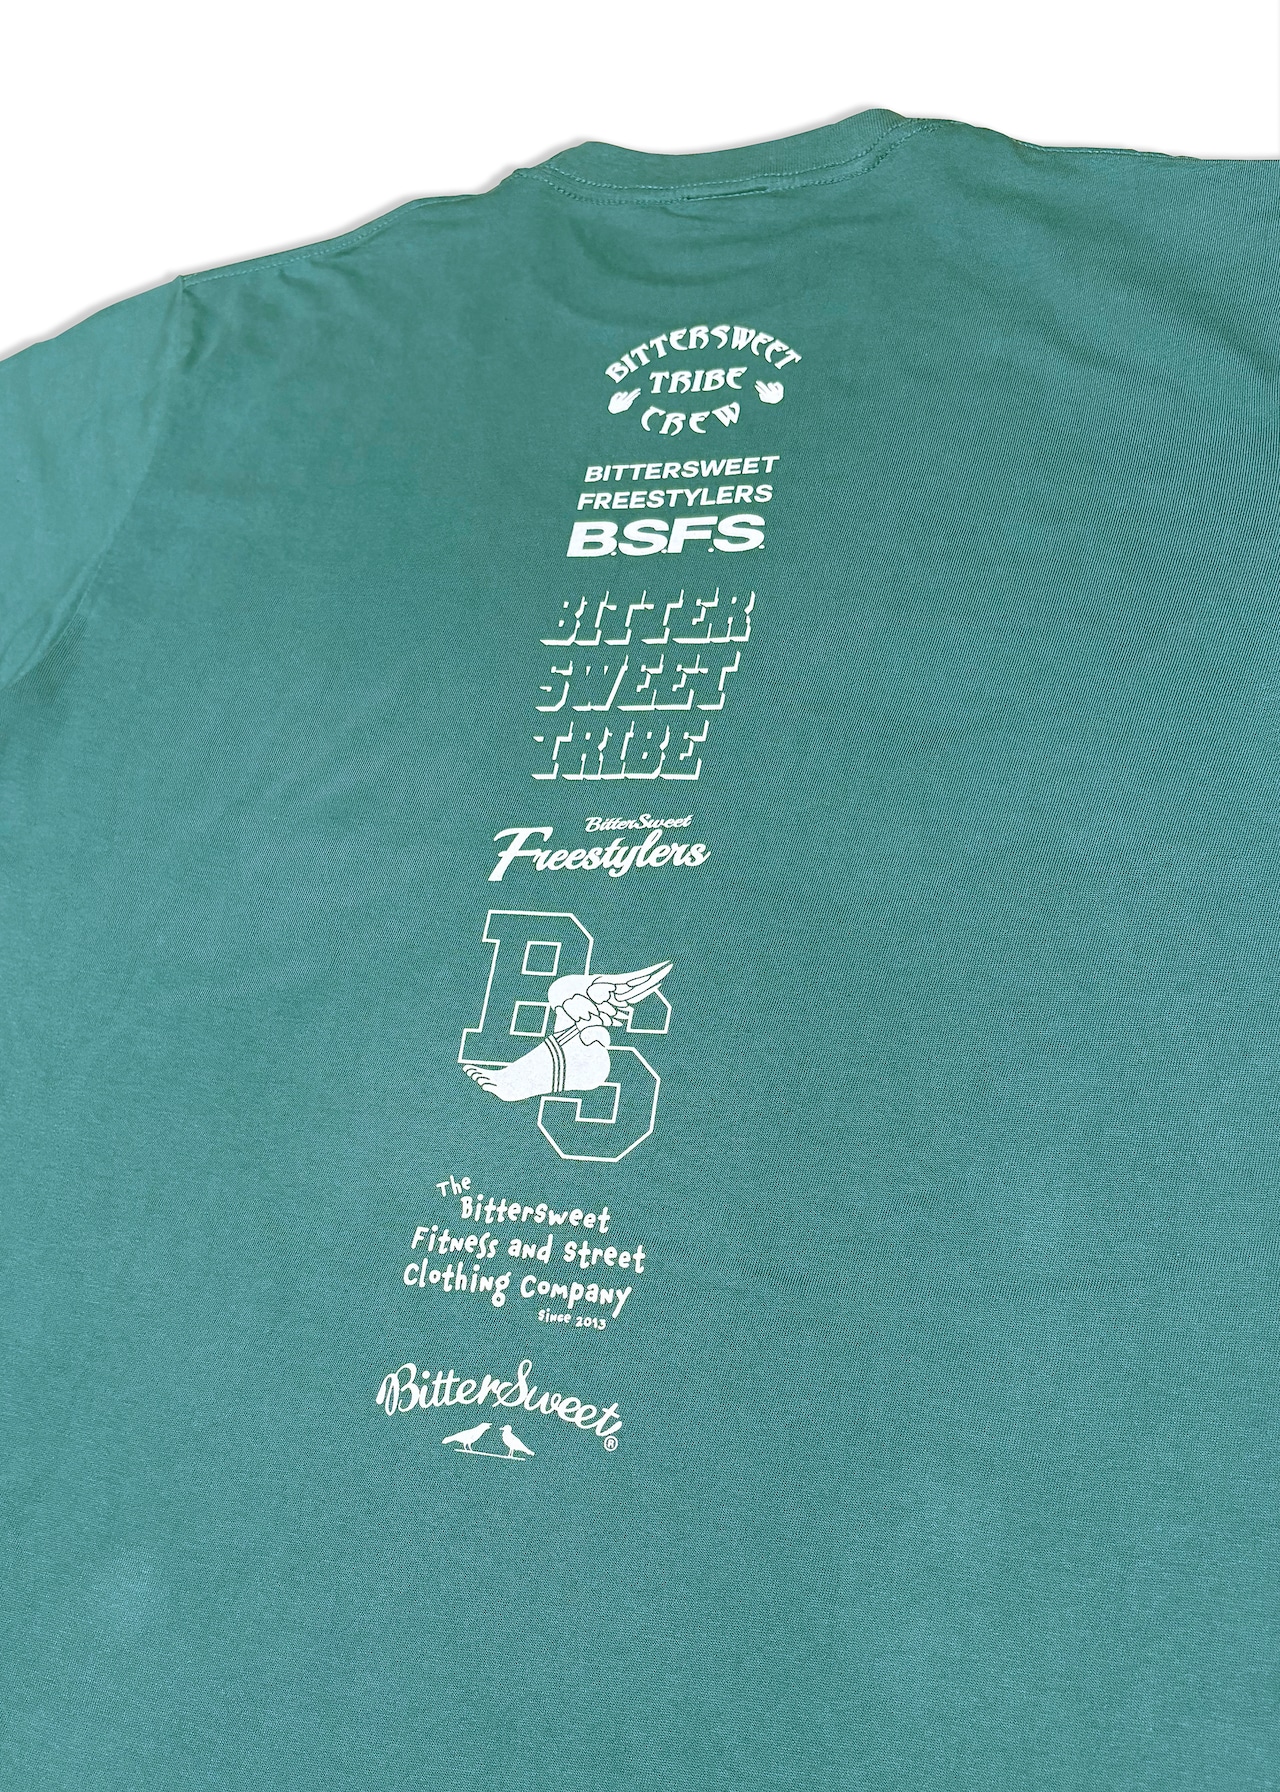 BITTERSWEET
TRIBE
CREW
BITTERSWEET
FREESTYLERS
B.S.F.S.
BITTER
SWEET
TRIBE
BitterSweet
Freestylers
BS
The
Bittersweet
Fitness and Street
Clothing Company
Since 2013
BitterSweet
®